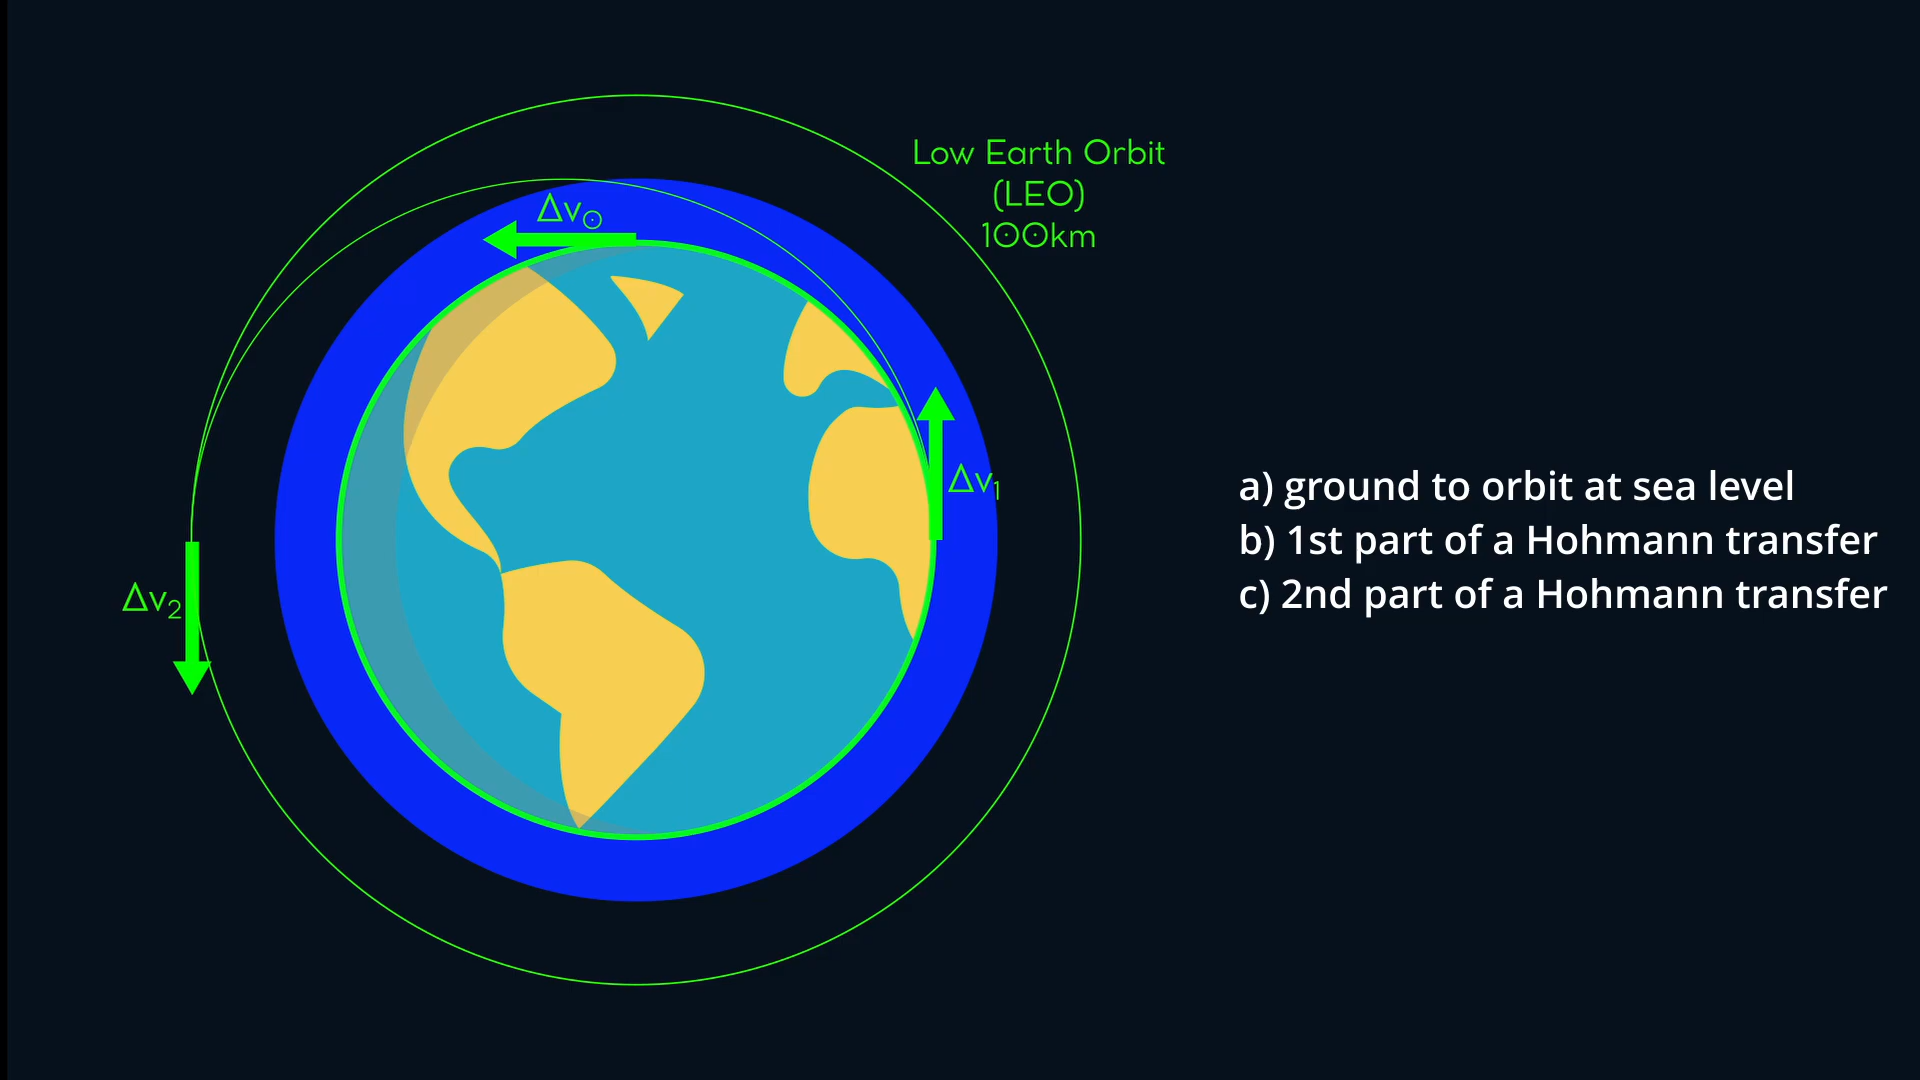 Low Earth Orbit
(LEO)
100km
Δv₀
Δv₁
a) ground to orbit at sea level
b) 1st part of a Hohmann transfer
c) 2nd part of a Hohmann transfer
Δv₂